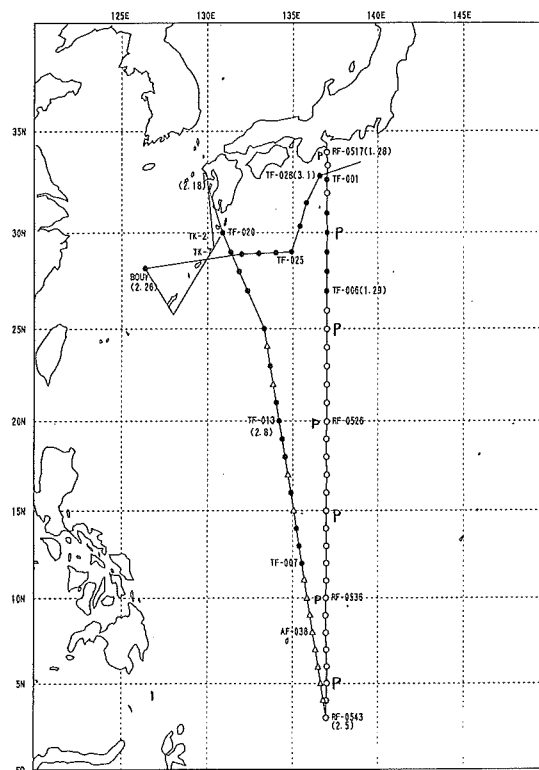 125E 130E 135E 140E 145E
35N
P RF-0517(1.28)
TF-028(3.1)
TF-001
(2.18)
TK-2
TF-020
P
30N
TK-
TF-025
BOUY
(2.26)
TF-006(1.29)
25N
P
20N
TF-013
(2.8)
P
RF-0526
15N
P
TF-007
10N
P
RF-0536
AF-038
5N
P
RF-0543
(2.5)
EQ